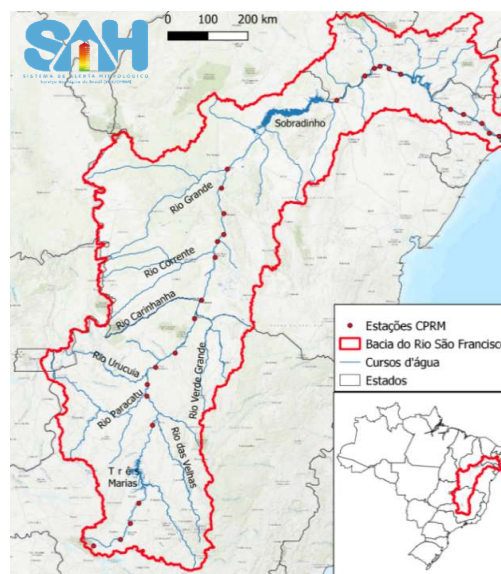 0 100 200 km
SAH
SISTEMA DE ALERTA HIDROLÓGICO
Sobradinho
Rio Grande
Rio Corrente
Rio Carinhanha
Rio Urucuia
Rio Verde Grande
Rio Paracatu
Rio das Velhas
Três
Marias
Estações CPRM
Bacia do Rio São Francisco
Cursos d'água
Estados